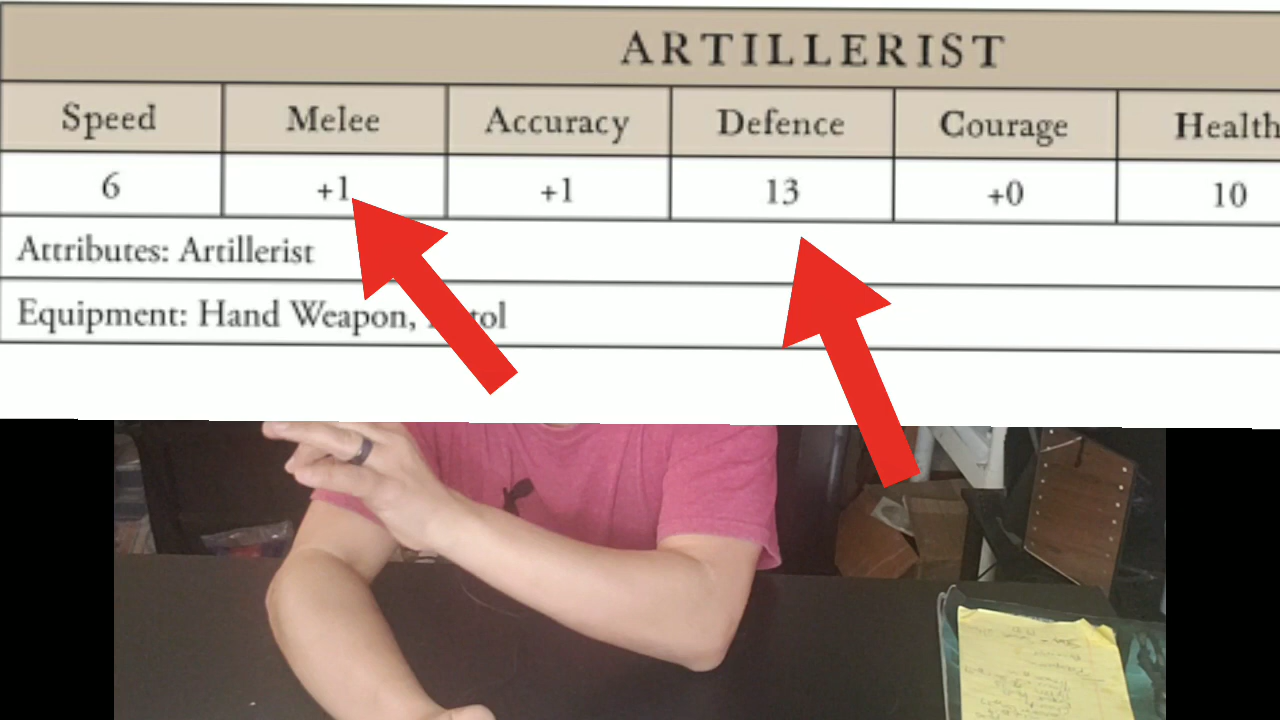 ARTILLERIST
Speed Melee Accuracy Defence Courage Health
6 +1 +1 13 +0 10
Attributes: Artillerist
Equipment: Hand Weapon,